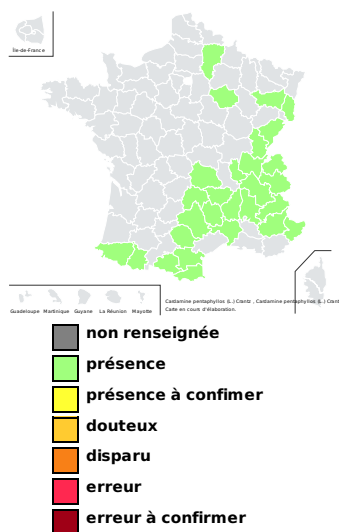 Île-de-France
Guadeloupe Martinique Guyane La Réunion Mayotte
Cardamine pentaphyllos (L.) Crantz , Cardamine pentaphyllos (L.) Crant
Carte en cours d'élaboration.
non renseignée
présence
présence à confimer
douteux
disparu
erreur
erreur à confirmer